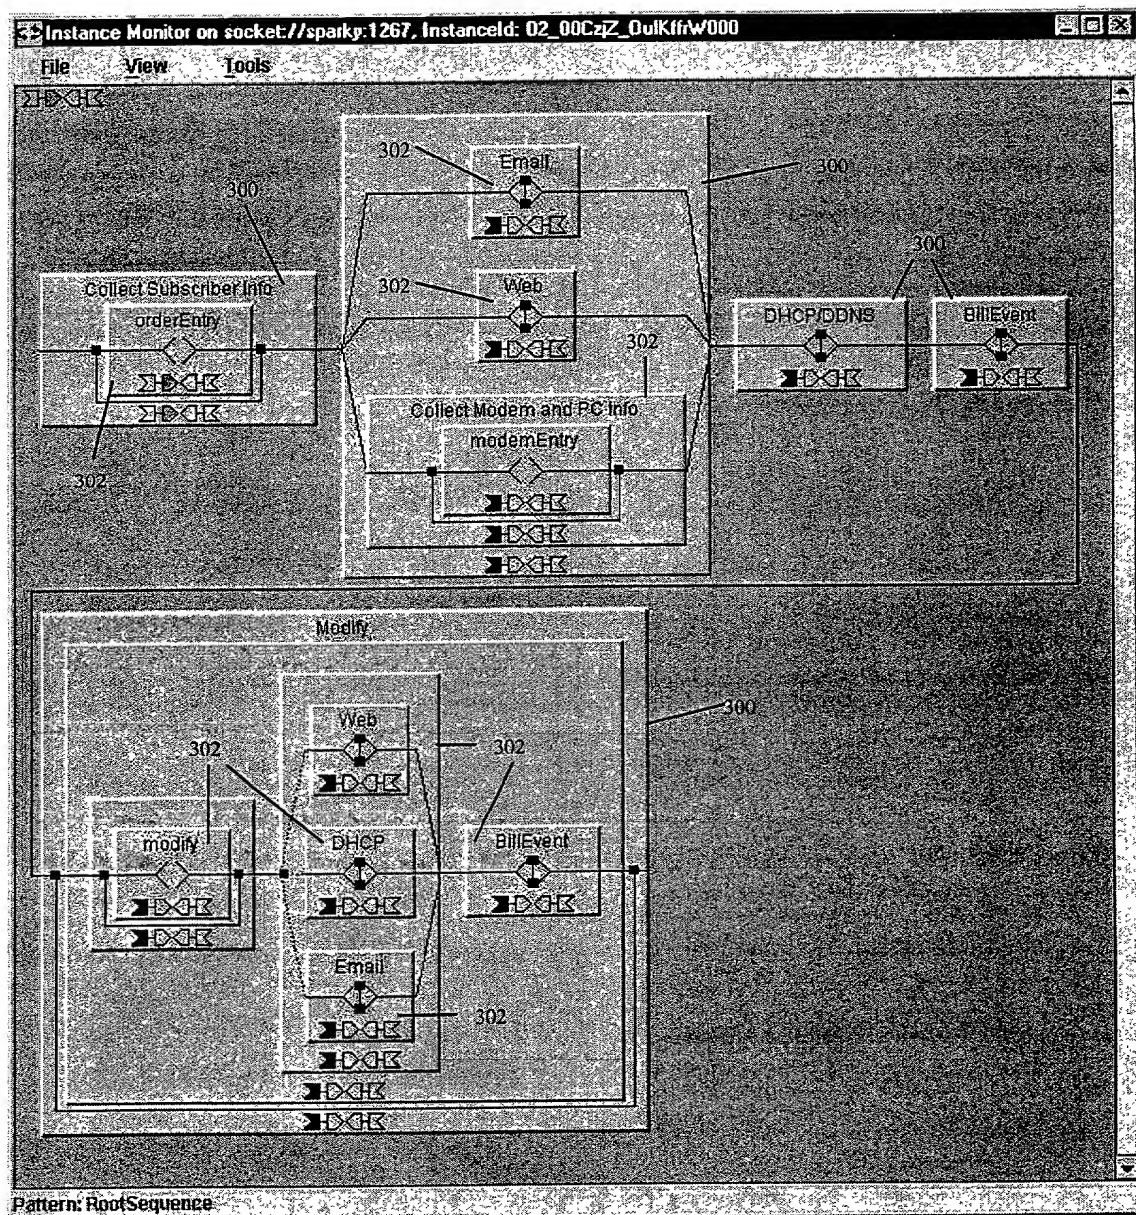 Instance Monitor on socket://sparky:1267, InstanceId: 02_00CzjZ_OulKffrW000
File View Tools
302
Email
300
300
300
Collect Subscriber Info
orderEntry
302
302
Web
DHCP/DDNS
BillEvent
302
Collect Modem and PC Info
modemEntry
Modify
300
Web
302
302
modify
DHCP
BillEvent
Email
302
Pattern: RootSequence